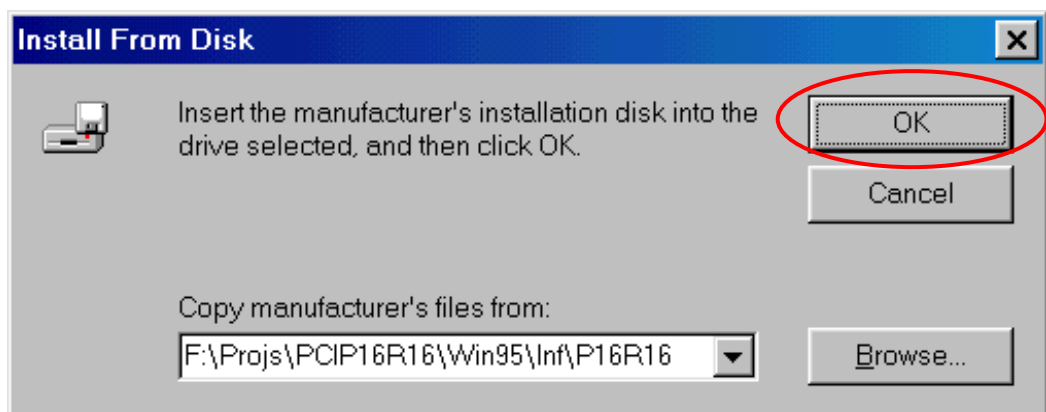 Install From Disk
Insert the manufacturer's installation disk into the
drive selected, and then click OK.
OK
Cancel
Copy manufacturer's files from:
F:\Projs\PCIP16R16\Win95\Inf\P16R16
Browse...